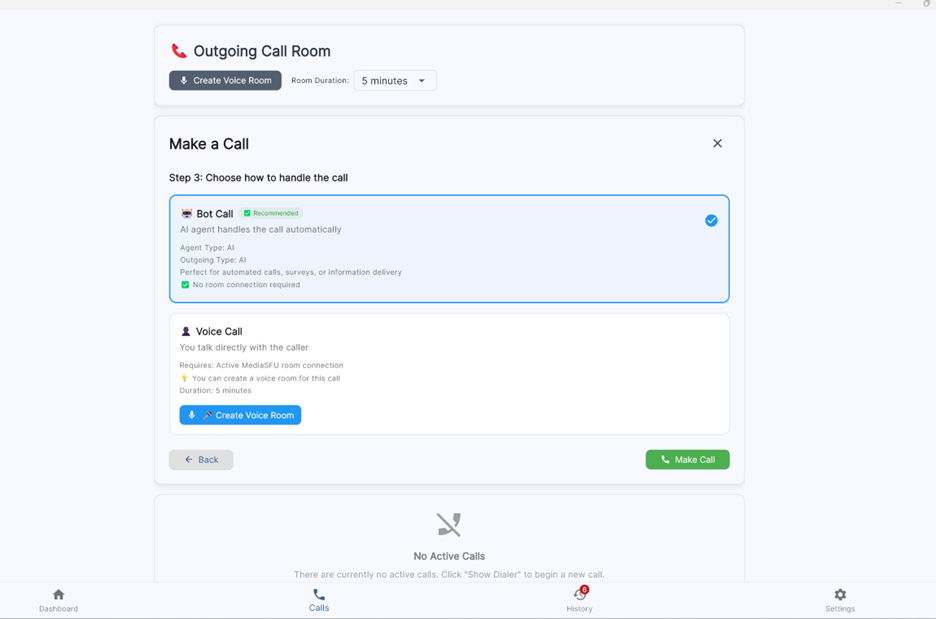 Outgoing Call Room
Create Voice Room Room Duration: 5 minutes
Make a Call
Step 3: Choose how to handle the call
Bot Call Recommended
AI agent handles the call automatically
Agent Type: AI
Outgoing Type: AI
Perfect for automated calls, surveys, or information delivery
No room connection required
Voice Call
You talk directly with the caller
Requires: Active MediaSFU room connection
You can create a voice room for this call
Duration: 5 minutes
Create Voice Room
Back Make Call
No Active Calls
There are currently no active calls. Click "Show Dialer" to begin a new call.
6
Dashboard Calls History Settings